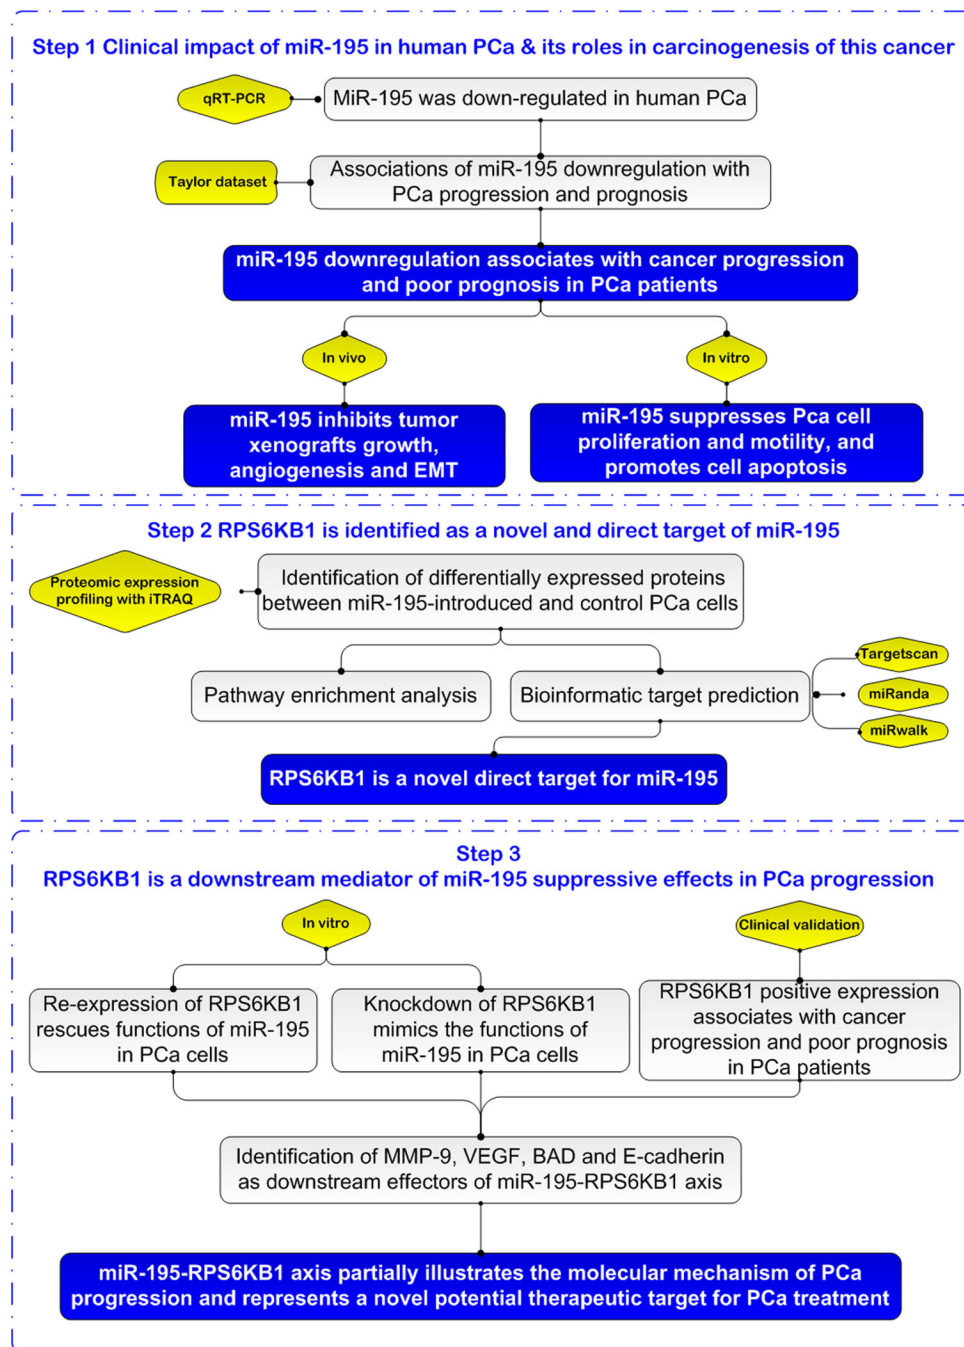 Step 1 Clinical impact of miR-195 in human PCa & its roles in carcinogenesis of this cancer
qRT-PCR
MiR-195 was down-regulated in human PCa
Taylor dataset
Associations of miR-195 downregulation with
PCa progression and prognosis
miR-195 downregulation associates with cancer progression
and poor prognosis in PCa patients
In vivo
In vitro
miR-195 inhibits tumor
xenografts growth,
angiogenesis and EMT
miR-195 suppresses Pca cell
proliferation and motility, and
promotes cell apoptosis
Step 2 RPS6KB1 is identified as a novel and direct target of miR-195
Proteomic expression
profiling with iTRAQ
Identification of differentially expressed proteins
between miR-195-introduced and control PCa cells
Pathway enrichment analysis
Bioinformatic target prediction
Targetscan
miRanda
miRwalk
RPS6KB1 is a novel direct target for miR-195
Step 3
RPS6KB1 is a downstream mediator of miR-195 suppressive effects in PCa progression
In vitro
Clinical validation
Re-expression of RPS6KB1
rescues functions of miR-195
in PCa cells
Knockdown of RPS6KB1
mimics the functions of
miR-195 in PCa cells
RPS6KB1 positive expression
associates with cancer
progression and poor prognosis
in PCa patients
Identification of MMP-9, VEGF, BAD and E-cadherin
as downstream effectors of miR-195-RPS6KB1 axis
miR-195-RPS6KB1 axis partially illustrates the molecular mechanism of PCa
progression and represents a novel potential therapeutic target for PCa treatment